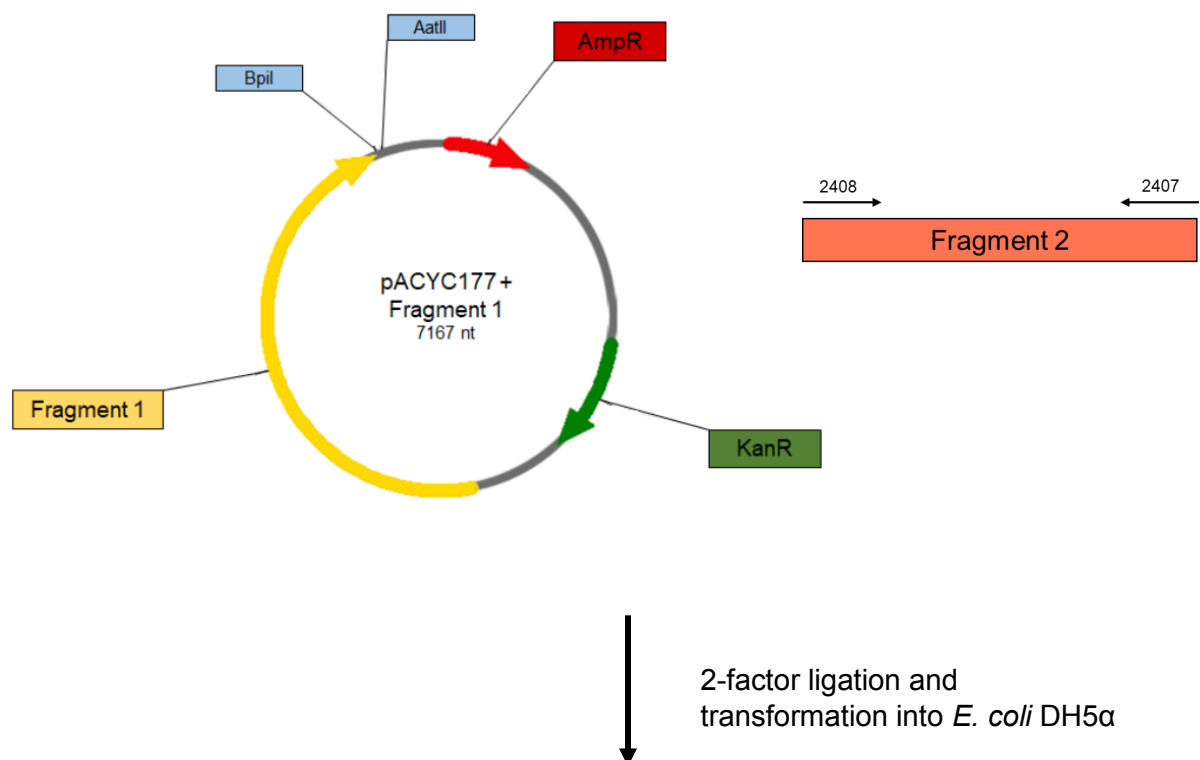 AatII
AmpR
BpiI
2408
2407
Fragment 2
pACYC177 +
Fragment 1
7167 nt
Fragment 1
KanR
2-factor ligation and
transformation into E. coli DH5α